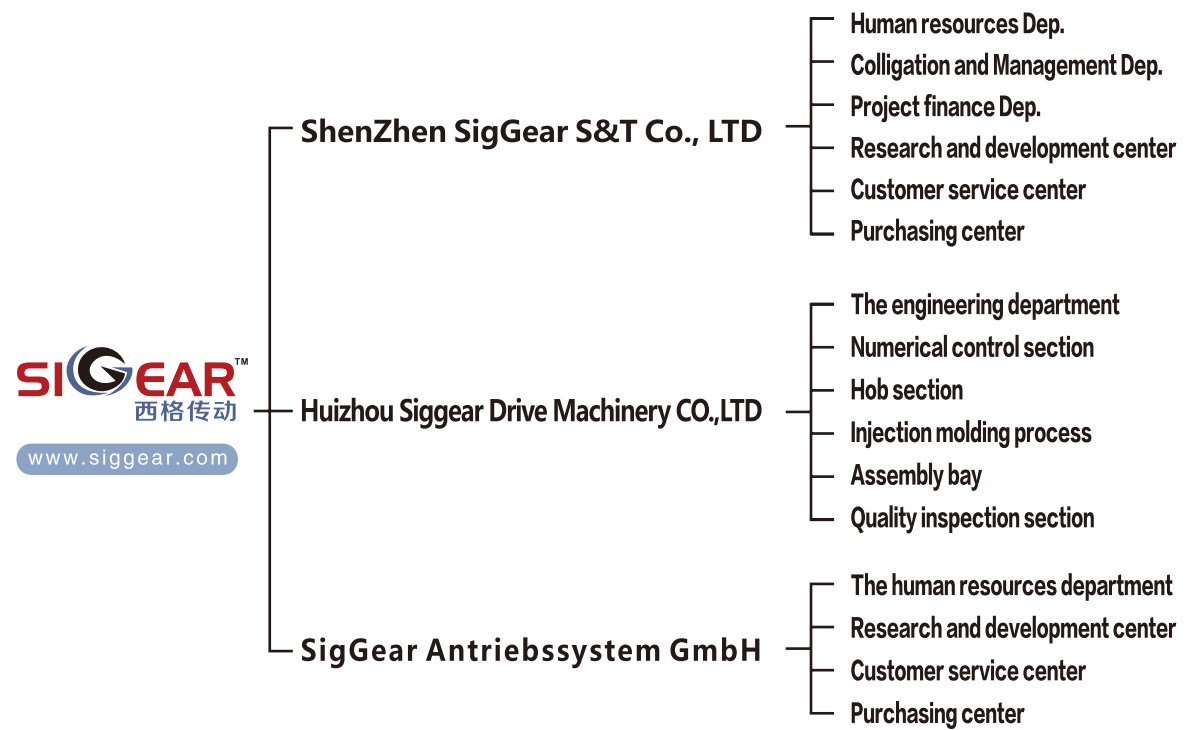 SIGEAR™
西格传动
www.siggear.com
ShenZhen SigGear S&T Co., LTD
Human resources Dep.
Colligation and Management Dep.
Project finance Dep.
Research and development center
Customer service center
Purchasing center
Huizhou Siggear Drive Machinery CO.,LTD
The engineering department
Numerical control section
Hob section
Injection molding process
Assembly bay
Quality inspection section
SigGear Antriebssystem GmbH
The human resources department
Research and development center
Customer service center
Purchasing center